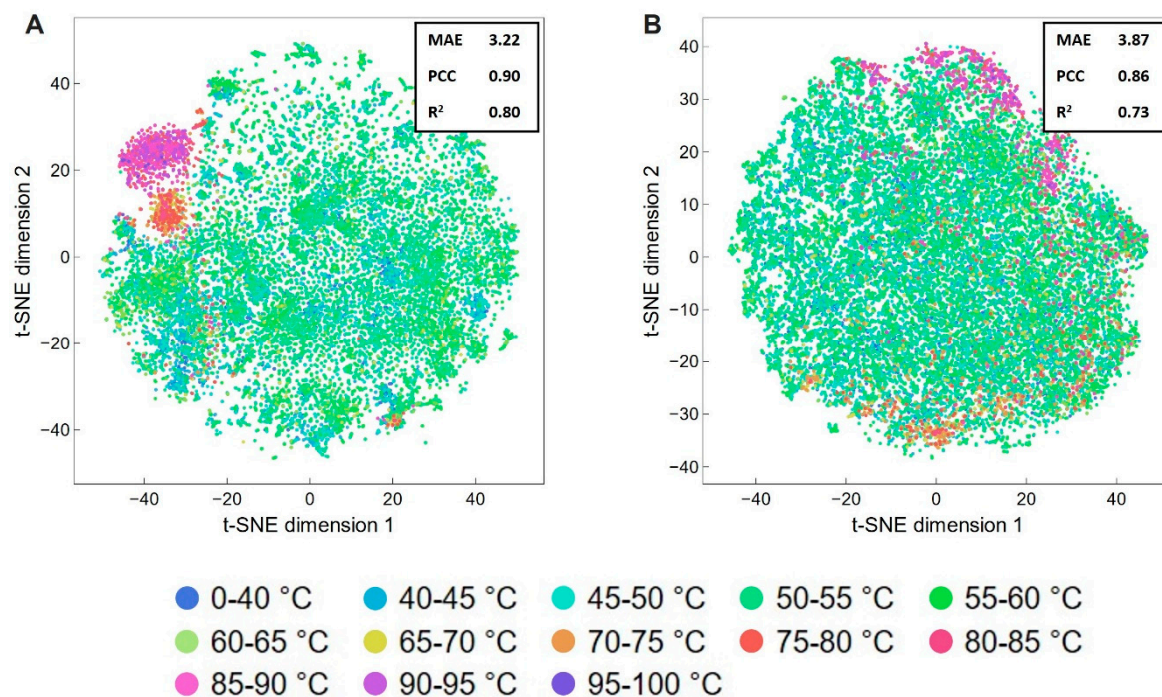 A
MAE 3.22
PCC 0.90
R² 0.80
40
20
0
−20
−40
t-SNE dimension 2
−40 −20 0 20 40
t-SNE dimension 1
B
MAE 3.87
PCC 0.86
R² 0.73
40
30
20
10
0
−10
−20
−30
−40
t-SNE dimension 2
−40 −20 0 20 40
t-SNE dimension 1
0-40 °C 40-45 °C 45-50 °C 50-55 °C 55-60 °C
60-65 °C 65-70 °C 70-75 °C 75-80 °C 80-85 °C
85-90 °C 90-95 °C 95-100 °C